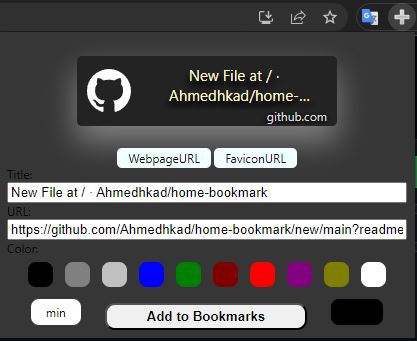 New File at / ·
Ahmedhkad/home-...
github.com
WebpageURL FaviconURL
Title:
New File at / · Ahmedhkad/home-bookmark
URL:
https://github.com/Ahmedhkad/home-bookmark/new/main?readme
Color:
min Add to Bookmarks